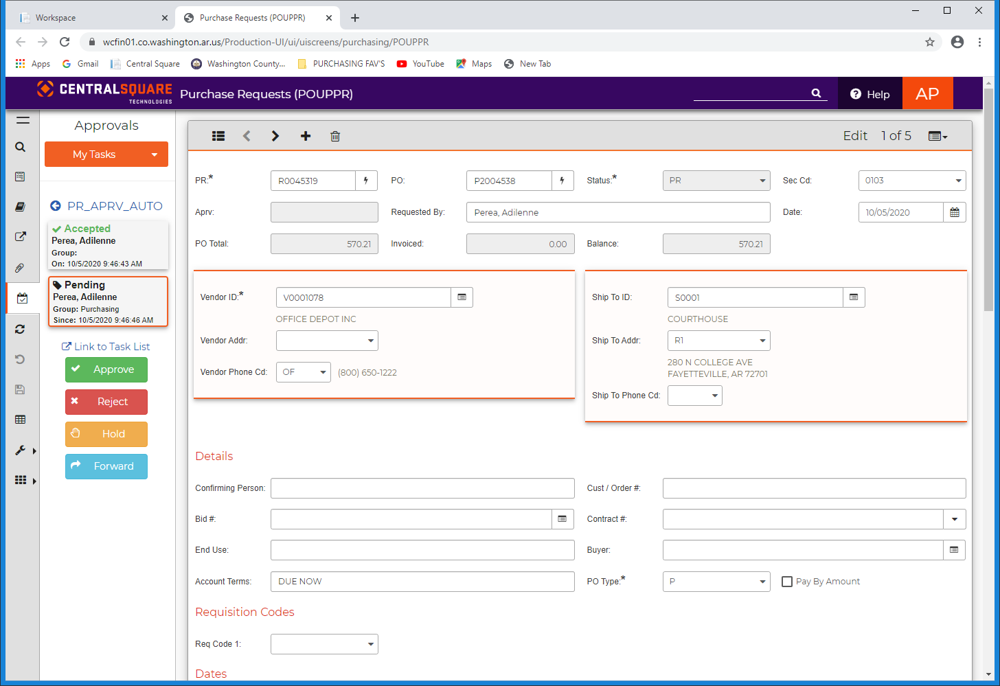 Workspace
Purchase Requests (POUPPR)
wcfin01.co.washington.ar.us/Production-UI/ui/uiscreens/purchasing/POUPPR
Apps Gmail Central Square Washington County... PURCHASING FAV'S YouTube Maps New Tab
CENTRALSQUARE
TECHNOLOGIES
Purchase Requests (POUPPR)
? Help
AP
Approvals
My Tasks
PR_APRV_AUTO
Accepted
Perea, Adilenne
Group:
On: 10/5/2020 9:46:43 AM
Pending
Perea, Adilenne
Group: Purchasing
Since: 10/5/2020 9:46:46 AM
Link to Task List
Approve
Reject
Hold
Forward
Edit 1 of 5
PR:* R0045319 PO: P2004538 Status:* PR Sec Cd: 0103
Aprv: Requested By: Perea, Adilenne Date: 10/05/2020
PO Total: 570.21 Invoiced: 0.00 Balance: 570.21
Vendor ID:* V0001078
OFFICE DEPOT INC
Vendor Addr:
Vendor Phone Cd: OF (800) 650-1222
Ship To ID: S0001
COURTHOUSE
Ship To Addr: R1
280 N COLLEGE AVE
FAYETTEVILLE, AR 72701
Ship To Phone Cd:
Details
Confirming Person: Cust / Order #:
Bid #: Contract #:
End Use: Buyer:
Account Terms: DUE NOW PO Type:* P Pay By Amount
Requisition Codes
Req Code 1:
Dates